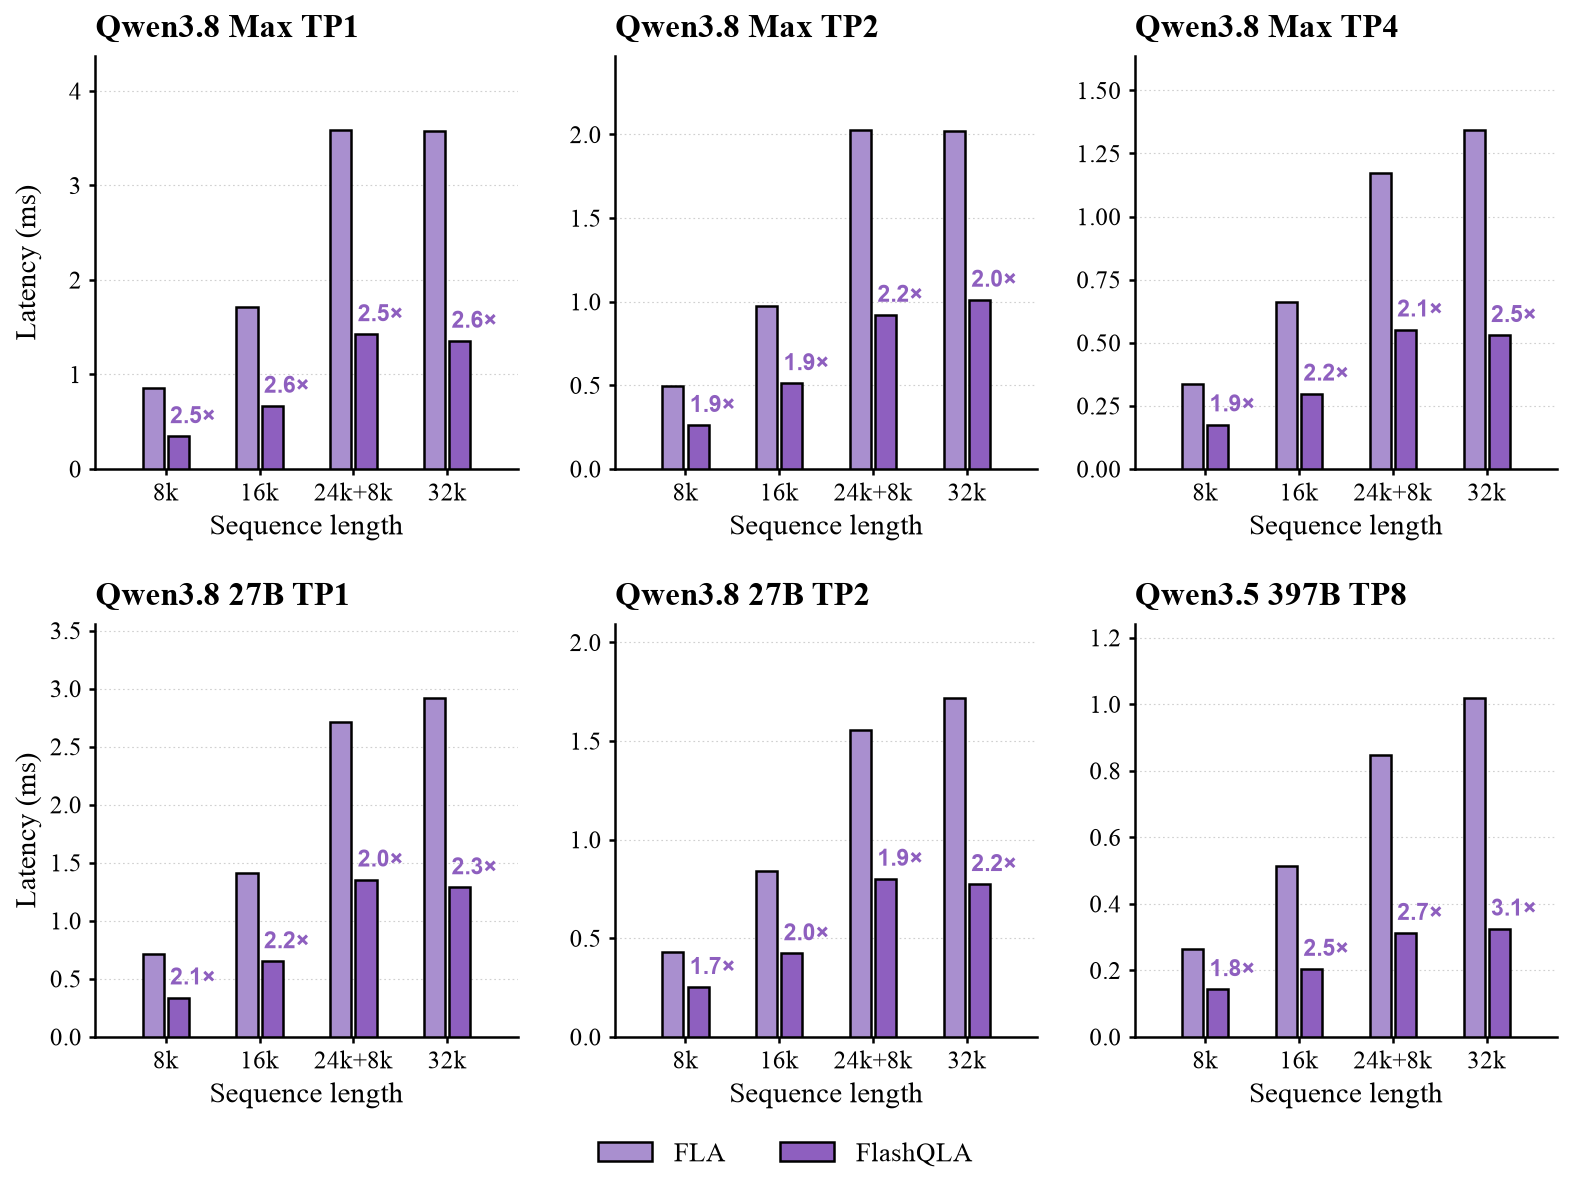 Qwen3.8 Max TP1
Latency (ms)
4
3
2
1
0
2.5×
2.6×
2.5×
2.6×
8k 16k 24k+8k 32k
Sequence length
Qwen3.8 Max TP2
2.0
1.5
1.0
0.5
0.0
1.9×
1.9×
2.2×
2.0×
8k 16k 24k+8k 32k
Sequence length
Qwen3.8 Max TP4
1.50
1.25
1.00
0.75
0.50
0.25
0.00
1.9×
2.2×
2.1×
2.5×
8k 16k 24k+8k 32k
Sequence length
Qwen3.8 27B TP1
Latency (ms)
3.5
3.0
2.5
2.0
1.5
1.0
0.5
0.0
2.1×
2.2×
2.0×
2.3×
8k 16k 24k+8k 32k
Sequence length
Qwen3.8 27B TP2
2.0
1.5
1.0
0.5
0.0
1.7×
2.0×
1.9×
2.2×
8k 16k 24k+8k 32k
Sequence length
Qwen3.5 397B TP8
1.2
1.0
0.8
0.6
0.4
0.2
0.0
1.8×
2.5×
2.7×
3.1×
8k 16k 24k+8k 32k
Sequence length
FLA FlashQLA